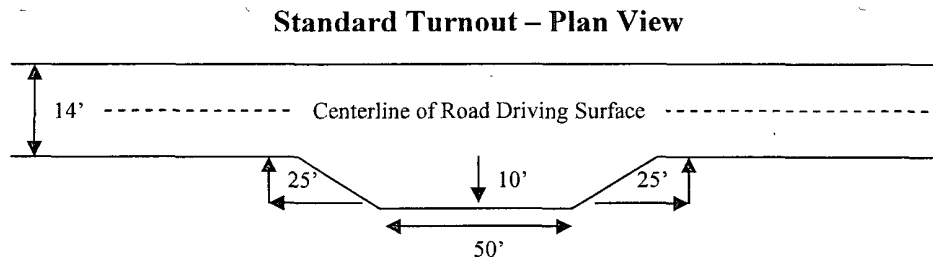 Standard Turnout – Plan View
14’
Centerline of Road Driving Surface
25’
10’
25’
50’